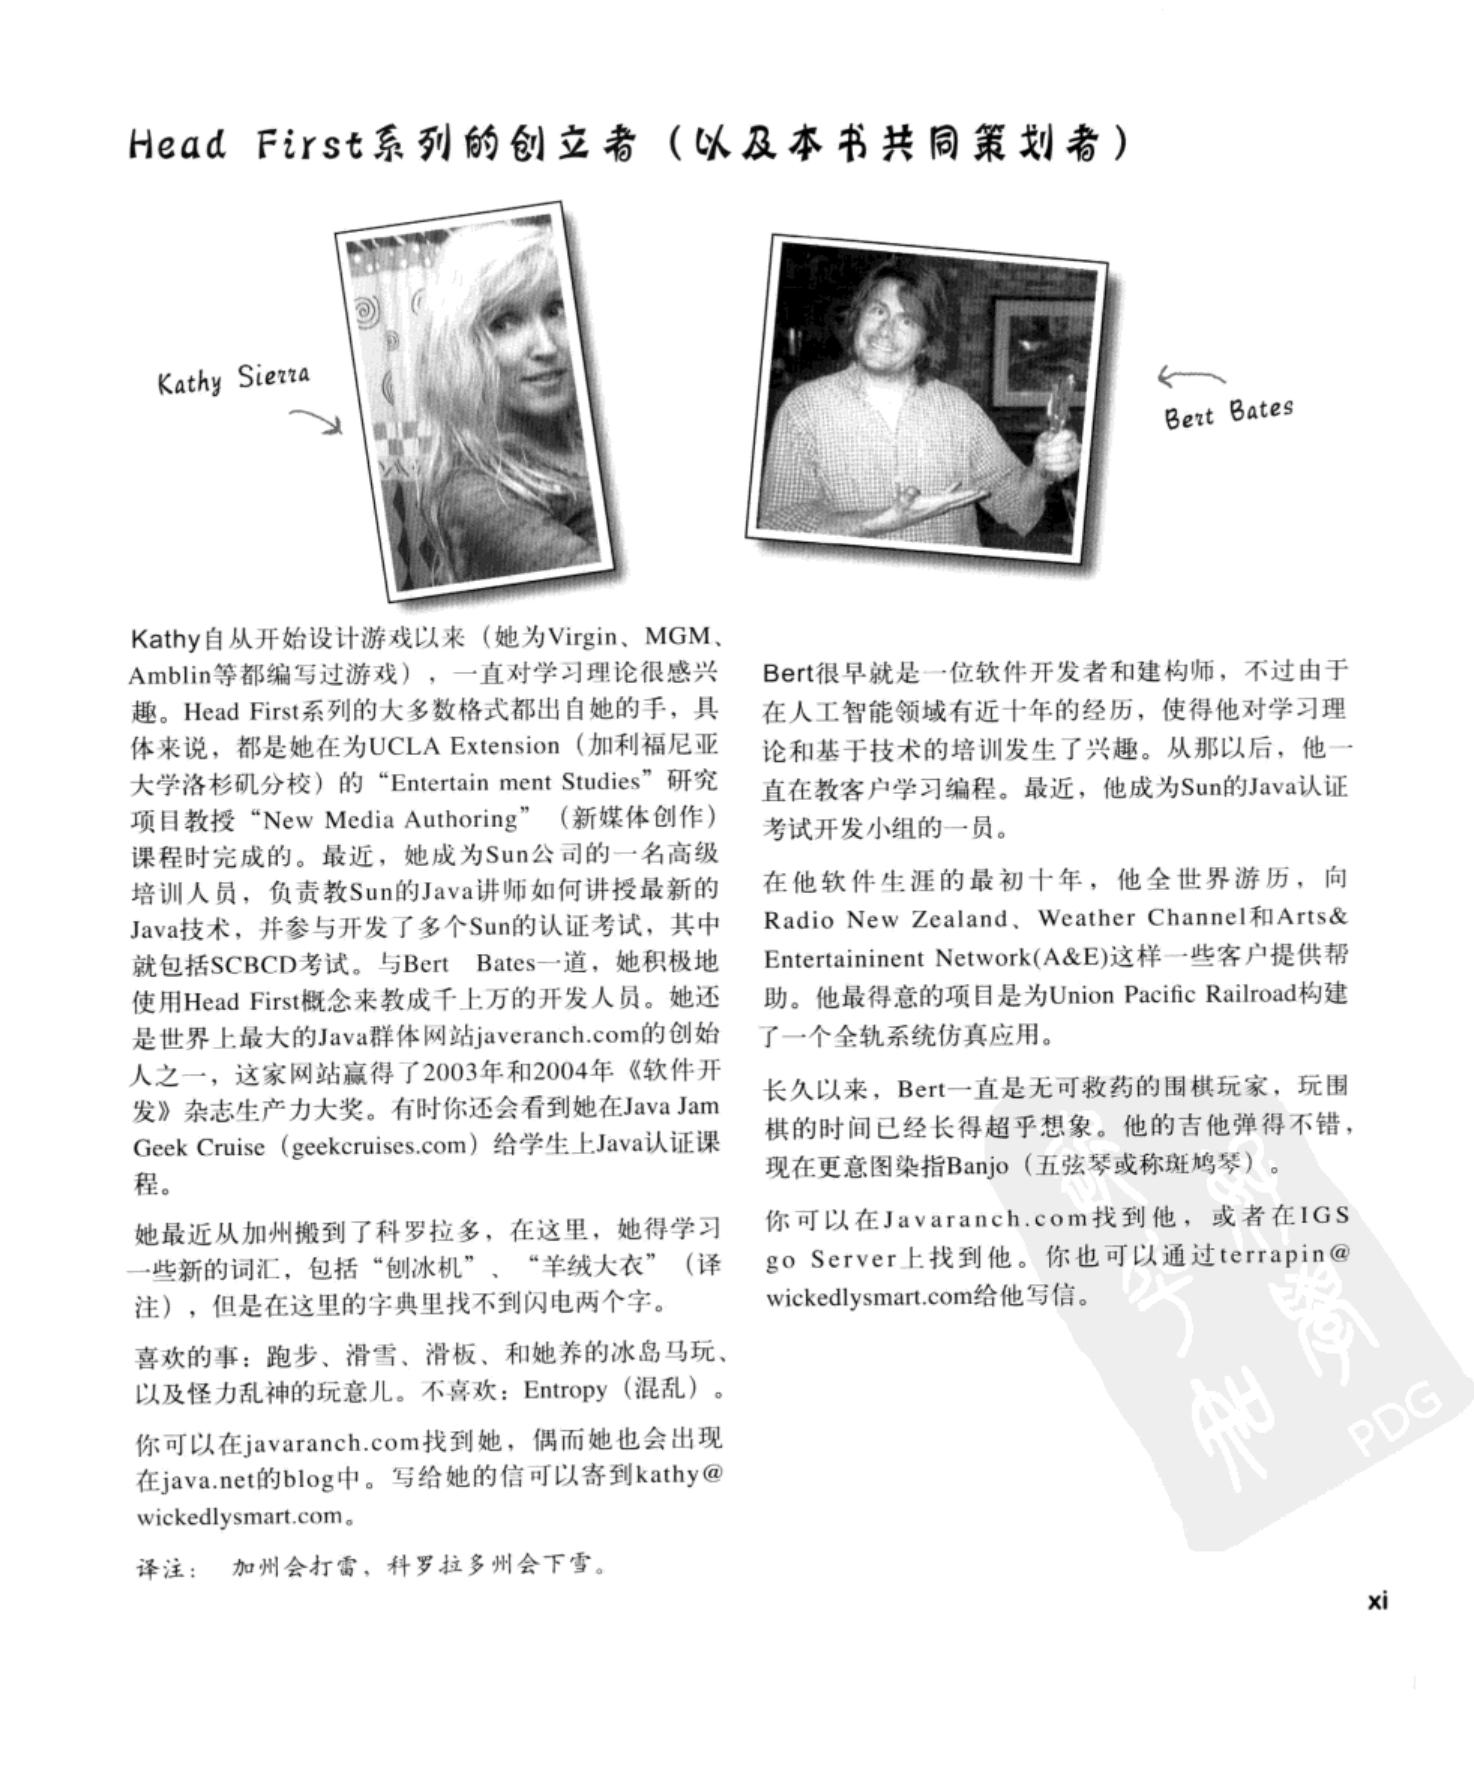 Head First系列的创立者（以及本书共同策划者）
Kathy Sierra
Bert Bates
Kathy自从开始设计游戏以来（她为Virgin、MGM、
Amblin等都编写过游戏），一直对学习理论很感兴
趣。Head First系列的大多数格式都出自她的手，具
体来说，都是她在为UCLA Extension（加利福尼亚
大学洛杉矶分校）的“Entertain ment Studies”研究
项目教授“New Media Authoring”（新媒体创作）
课程时完成的。最近，她成为Sun公司的一名高级
培训人员，负责教Sun的Java讲师如何讲授最新的
Java技术，并参与开发了多个Sun的认证考试，其中
就包括SCBCD考试。与Bert Bates一道，她积极地
使用Head First概念来教成千上万的开发人员。她还
是世界上最大的Java群体网站javeranch.com的创始
人之一，这家网站赢得了2003年和2004年《软件开
发》杂志生产力大奖。有时你还会看到她在Java Jam
Geek Cruise（geekcruises.com）给学生上Java认证课
程。
她最近从加州搬到了科罗拉多，在这里，她得学习
一些新的词汇，包括“刨冰机”、“羊绒大衣”（译
注），但是在这里的字典里找不到闪电两个字。
喜欢的事：跑步、滑雪、滑板、和她养的冰岛马玩、
以及怪力乱神的玩意儿。不喜欢：Entropy（混乱）。
你可以在javaranch.com找到她，偶而她也会出现
在java.net的blog中。写给她的信可以寄到kathy@
wickedlysmart.com。
译注： 加州会打雷，科罗拉多州会下雪。
Bert很早就是一位软件开发者和建构师，不过由于
在人工智能领域有近十年的经历，使得他对学习理
论和基于技术的培训发生了兴趣。从那以后，他一
直在教客户学习编程。最近，他成为Sun的Java认证
考试开发小组的一员。
在他软件生涯的最初十年，他全世界游历，向
Radio New Zealand、Weather Channel和Arts&
Entertaininent Network(A&E)这样一些客户提供帮
助。他最得意的项目是为Union Pacific Railroad构建
了一个全轨系统仿真应用。
长久以来，Bert一直是无可救药的围棋玩家，玩围
棋的时间已经长得超乎想象。他的吉他弹得不错，
现在更意图染指Banjo（五弦琴或称斑鸠琴）。
你可以在Javaranch.com找到他，或者在IGS
go Server上找到他。你也可以通过terrapin@
wickedlysmart.com给他写信。
PDG
xi